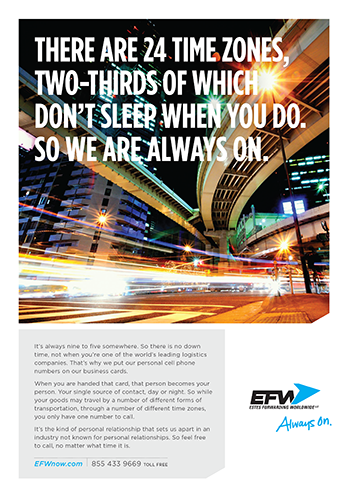 THERE ARE 24 TIME ZONES,
TWO-THIRDS OF WHICH
DON'T SLEEP WHEN YOU DO.
SO WE ARE ALWAYS ON.
It's always nine to five somewhere. So there is no down
time, not when you're one of the world's leading logistics
companies. That's why we put our personal cell phone
numbers on our business cards.
When you are handed that card, that person becomes your
person. Your single source of contact, day or night. So while
your goods may travel by a number of different forms of
transportation, through a number of different time zones,
you only have one number to call.
It's the kind of personal relationship that sets us apart in an
industry not known for personal relationships. So feel free
to call, no matter what time it is.
EFWnow.com | 855 433 9669 TOLL FREE
EFW
ESTES FORWARDING WORLDWIDE
Always On.